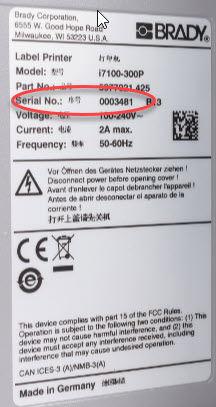 Brady Corporation,
6555 W. Good Hope Road
Milwaukee, WI 53223 U.S.A.
BRADY
Label Printer 打印机
Model: 型号 i7100-300P
Part No.
Serial No.: 序号 0003481
Voltage: 100-240V~
Current: 电流 2A max.
Frequency: 频率 50-60Hz
Vor Öffnen des Gerätes Netzstecker ziehen!
Disconnect power before opening cover!
Avant d'enlever le capot debrancher l'appareil
Antes de abrir desconecter el aparato de la
corriente!
打开上盖请先关机
CE
e
This device complies with part 15 of the FCC Rules.
Operation is subject to the following two conditions: (1) This
device may not cause harmful interference, and (2) this
device must accept any interference received, including
interference that may cause undesired operation.
CAN ICES-3 (A)/NMB-3(A)
Made in Germany